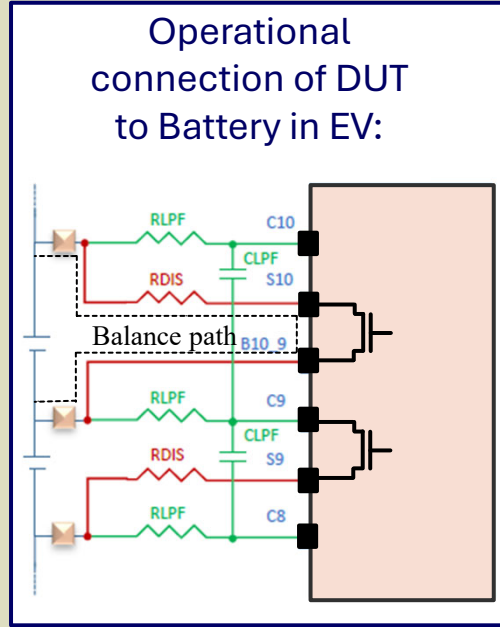 Operational
connection of DUT
to Battery in EV:
RLPF
C10
CLPF
S10
RDIS
Balance path
B10_9
RLPF
C9
CLPF
S9
RDIS
RLPF
C8